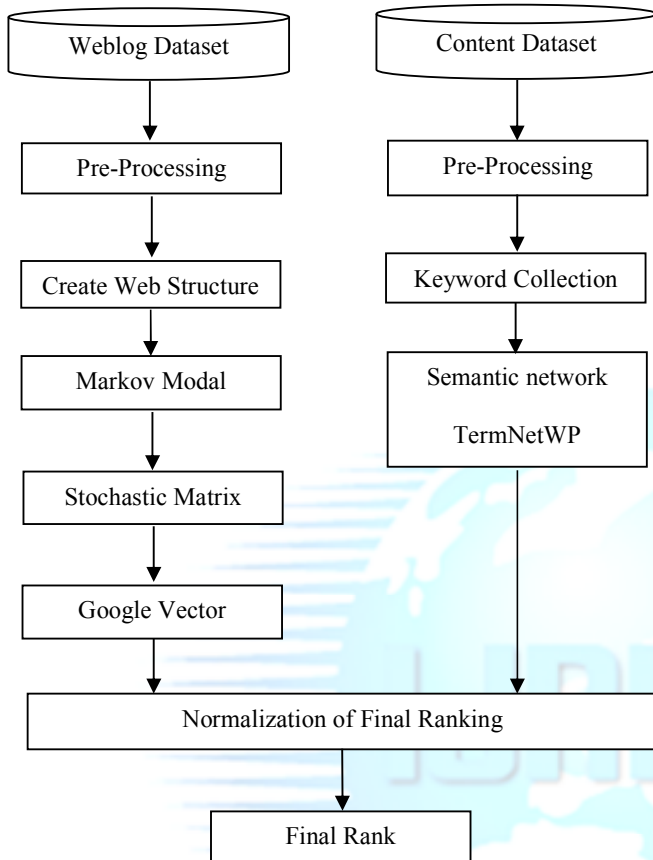 Weblog Dataset
Pre-Processing
Create Web Structure
Markov Modal
Stochastic Matrix
Google Vector
Content Dataset
Pre-Processing
Keyword Collection
Semantic network
TermNetWP
Normalization of Final Ranking
Final Rank